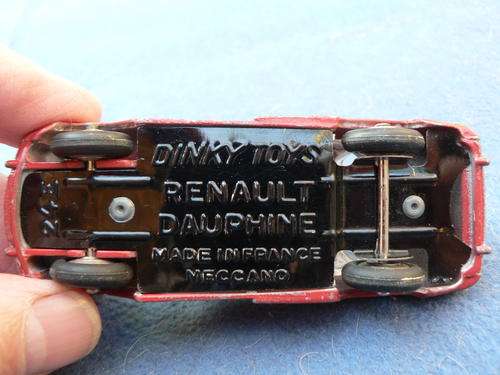 DINKY TOYS
RENAULT
DAUPHINE
MADE IN FRANCE
MECCANO
24E